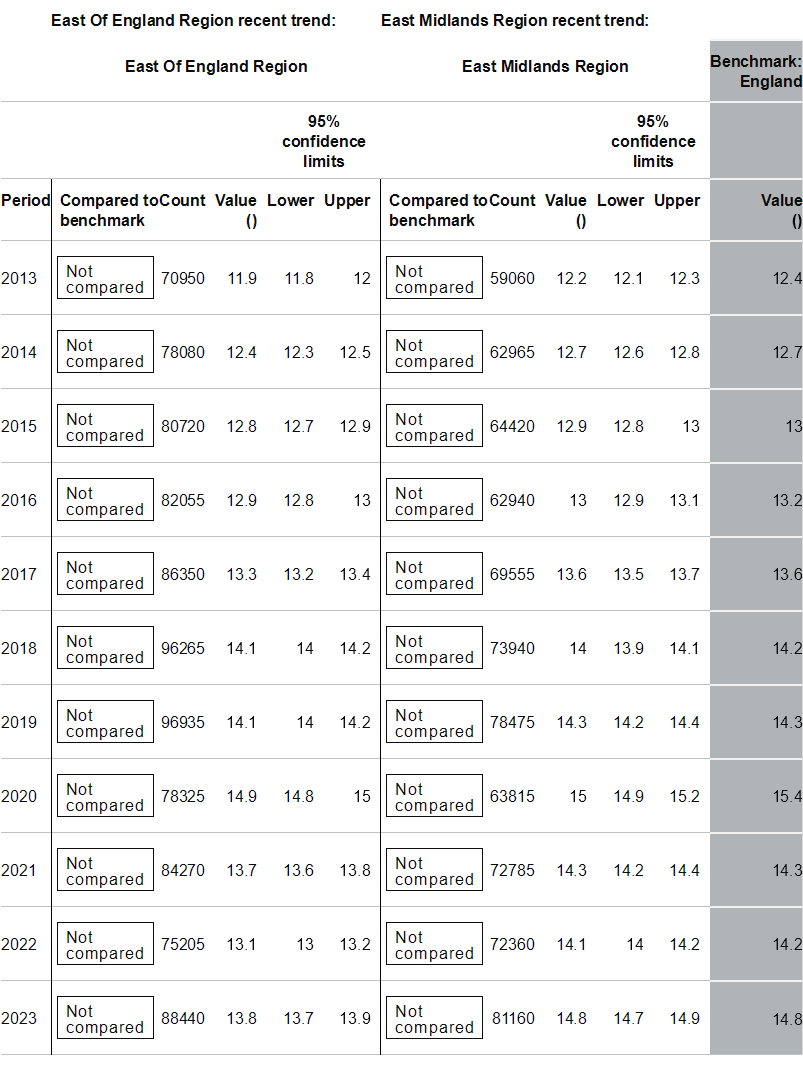 East Of England Region recent trend: East Midlands Region recent trend:
East Of England Region East Midlands Region Benchmark: England
95% confidence limits 95% confidence limits
Period Compared to benchmark Count Value () Lower Upper Compared to benchmark Count Value () Lower Upper Value ()
2013 Not compared 70950 11.9 11.8 12 Not compared 59060 12.2 12.1 12.3 12.4
2014 Not compared 78080 12.4 12.3 12.5 Not compared 62965 12.7 12.6 12.8 12.7
2015 Not compared 80720 12.8 12.7 12.9 Not compared 64420 12.9 12.8 13 13
2016 Not compared 82055 12.9 12.8 13 Not compared 62940 13 12.9 13.1 13.2
2017 Not compared 86350 13.3 13.2 13.4 Not compared 69555 13.6 13.5 13.7 13.6
2018 Not compared 96265 14.1 14 14.2 Not compared 73940 14 13.9 14.1 14.2
2019 Not compared 96935 14.1 14 14.2 Not compared 78475 14.3 14.2 14.4 14.3
2020 Not compared 78325 14.9 14.8 15 Not compared 63815 15 14.9 15.2 15.4
2021 Not compared 84270 13.7 13.6 13.8 Not compared 72785 14.3 14.2 14.4 14.3
2022 Not compared 75205 13.1 13 13.2 Not compared 72360 14.1 14 14.2 14.2
2023 Not compared 88440 13.8 13.7 13.9 Not compared 81160 14.8 14.7 14.9 14.8